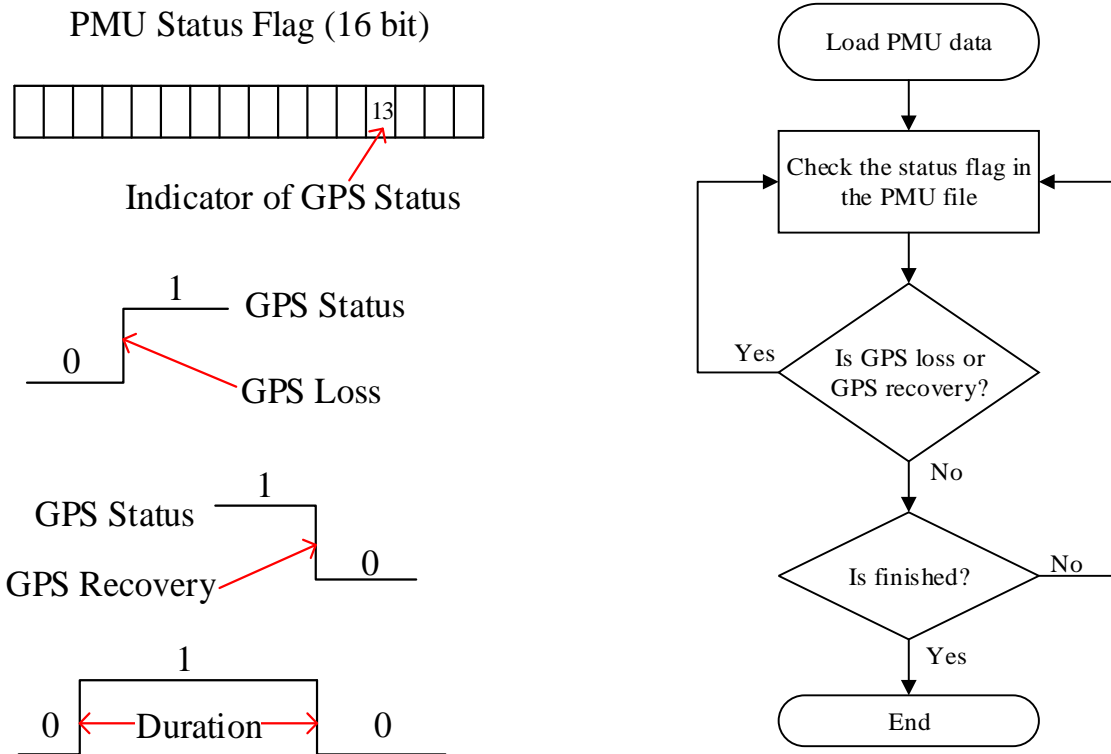 PMU Status Flag (16 bit)
13
Indicator of GPS Status
1
GPS Status
0
GPS Loss
1
GPS Status
0
GPS Recovery
1
0
Duration
0
Load PMU data
Check the status flag in
the PMU file
Yes
Is GPS loss or
GPS recovery?
No
Is finished?
No
Yes
End